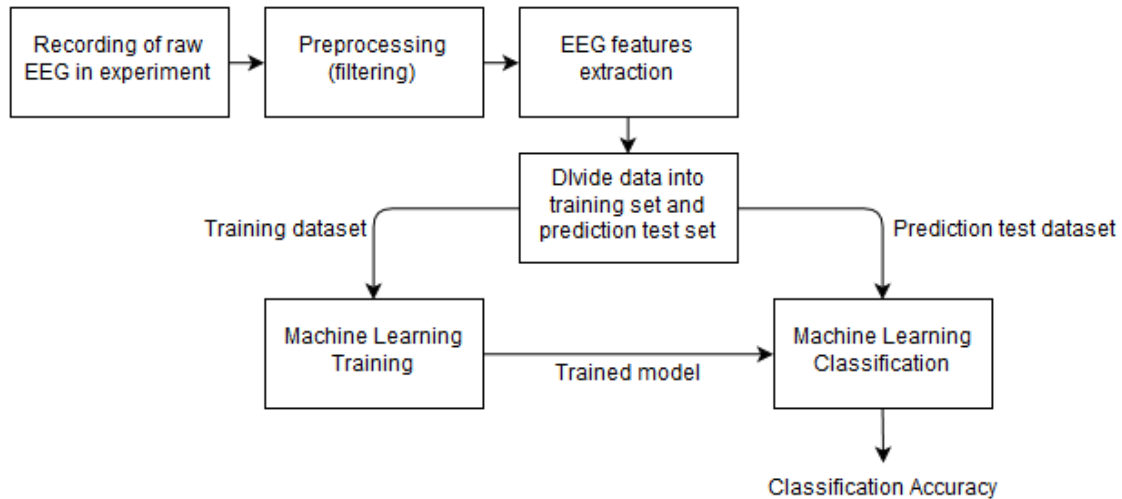 Recording of raw
EEG in experiment
Preprocessing
(filtering)
EEG features
extraction
DIvide data into
training set and
prediction test set
Training dataset
Prediction test dataset
Machine Learning
Training
Trained model
Machine Learning
Classification
Classification Accuracy